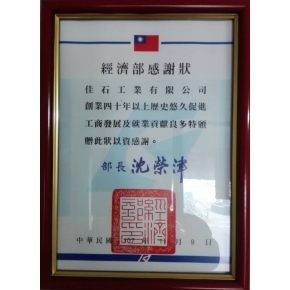 經濟部感謝狀
佳石工業有限公司
創業四十年以上歷史悠久促進
工商發展及就業貢獻良多特頒
贈此狀以資感謝。
部長 沈榮津
中華民國 月9日